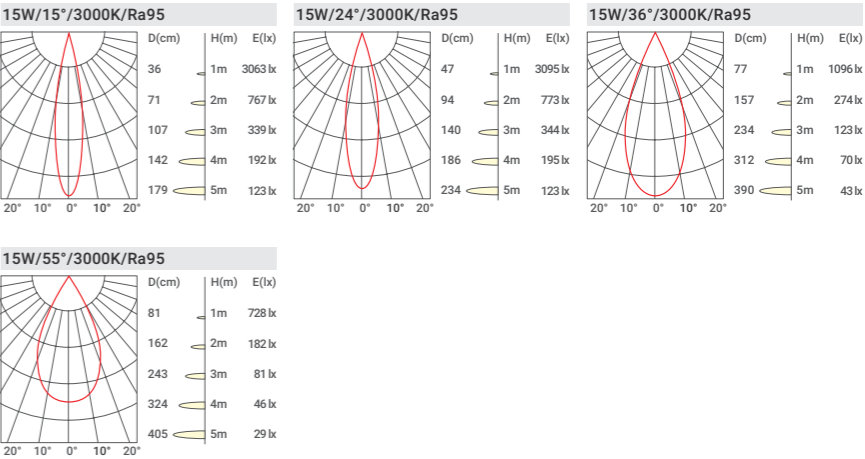 15W/15°/3000K/Ra95
D(cm) H(m) E(lx)
36 1m 3063 lx
71 2m 767 lx
107 3m 339 lx
142 4m 192 lx
179 5m 123 lx
20° 10° 0° 10° 20°
15W/24°/3000K/Ra95
D(cm) H(m) E(lx)
47 1m 3095 lx
94 2m 773 lx
140 3m 344 lx
186 4m 195 lx
234 5m 123 lx
20° 10° 0° 10° 20°
15W/36°/3000K/Ra95
D(cm) H(m) E(lx)
77 1m 1096 lx
157 2m 274 lx
234 3m 123 lx
312 4m 70 lx
390 5m 43 lx
20° 10° 0° 10° 20°
15W/55°/3000K/Ra95
D(cm) H(m) E(lx)
81 1m 728 lx
162 2m 182 lx
243 3m 81 lx
324 4m 46 lx
405 5m 29 lx
20° 10° 0° 10° 20°